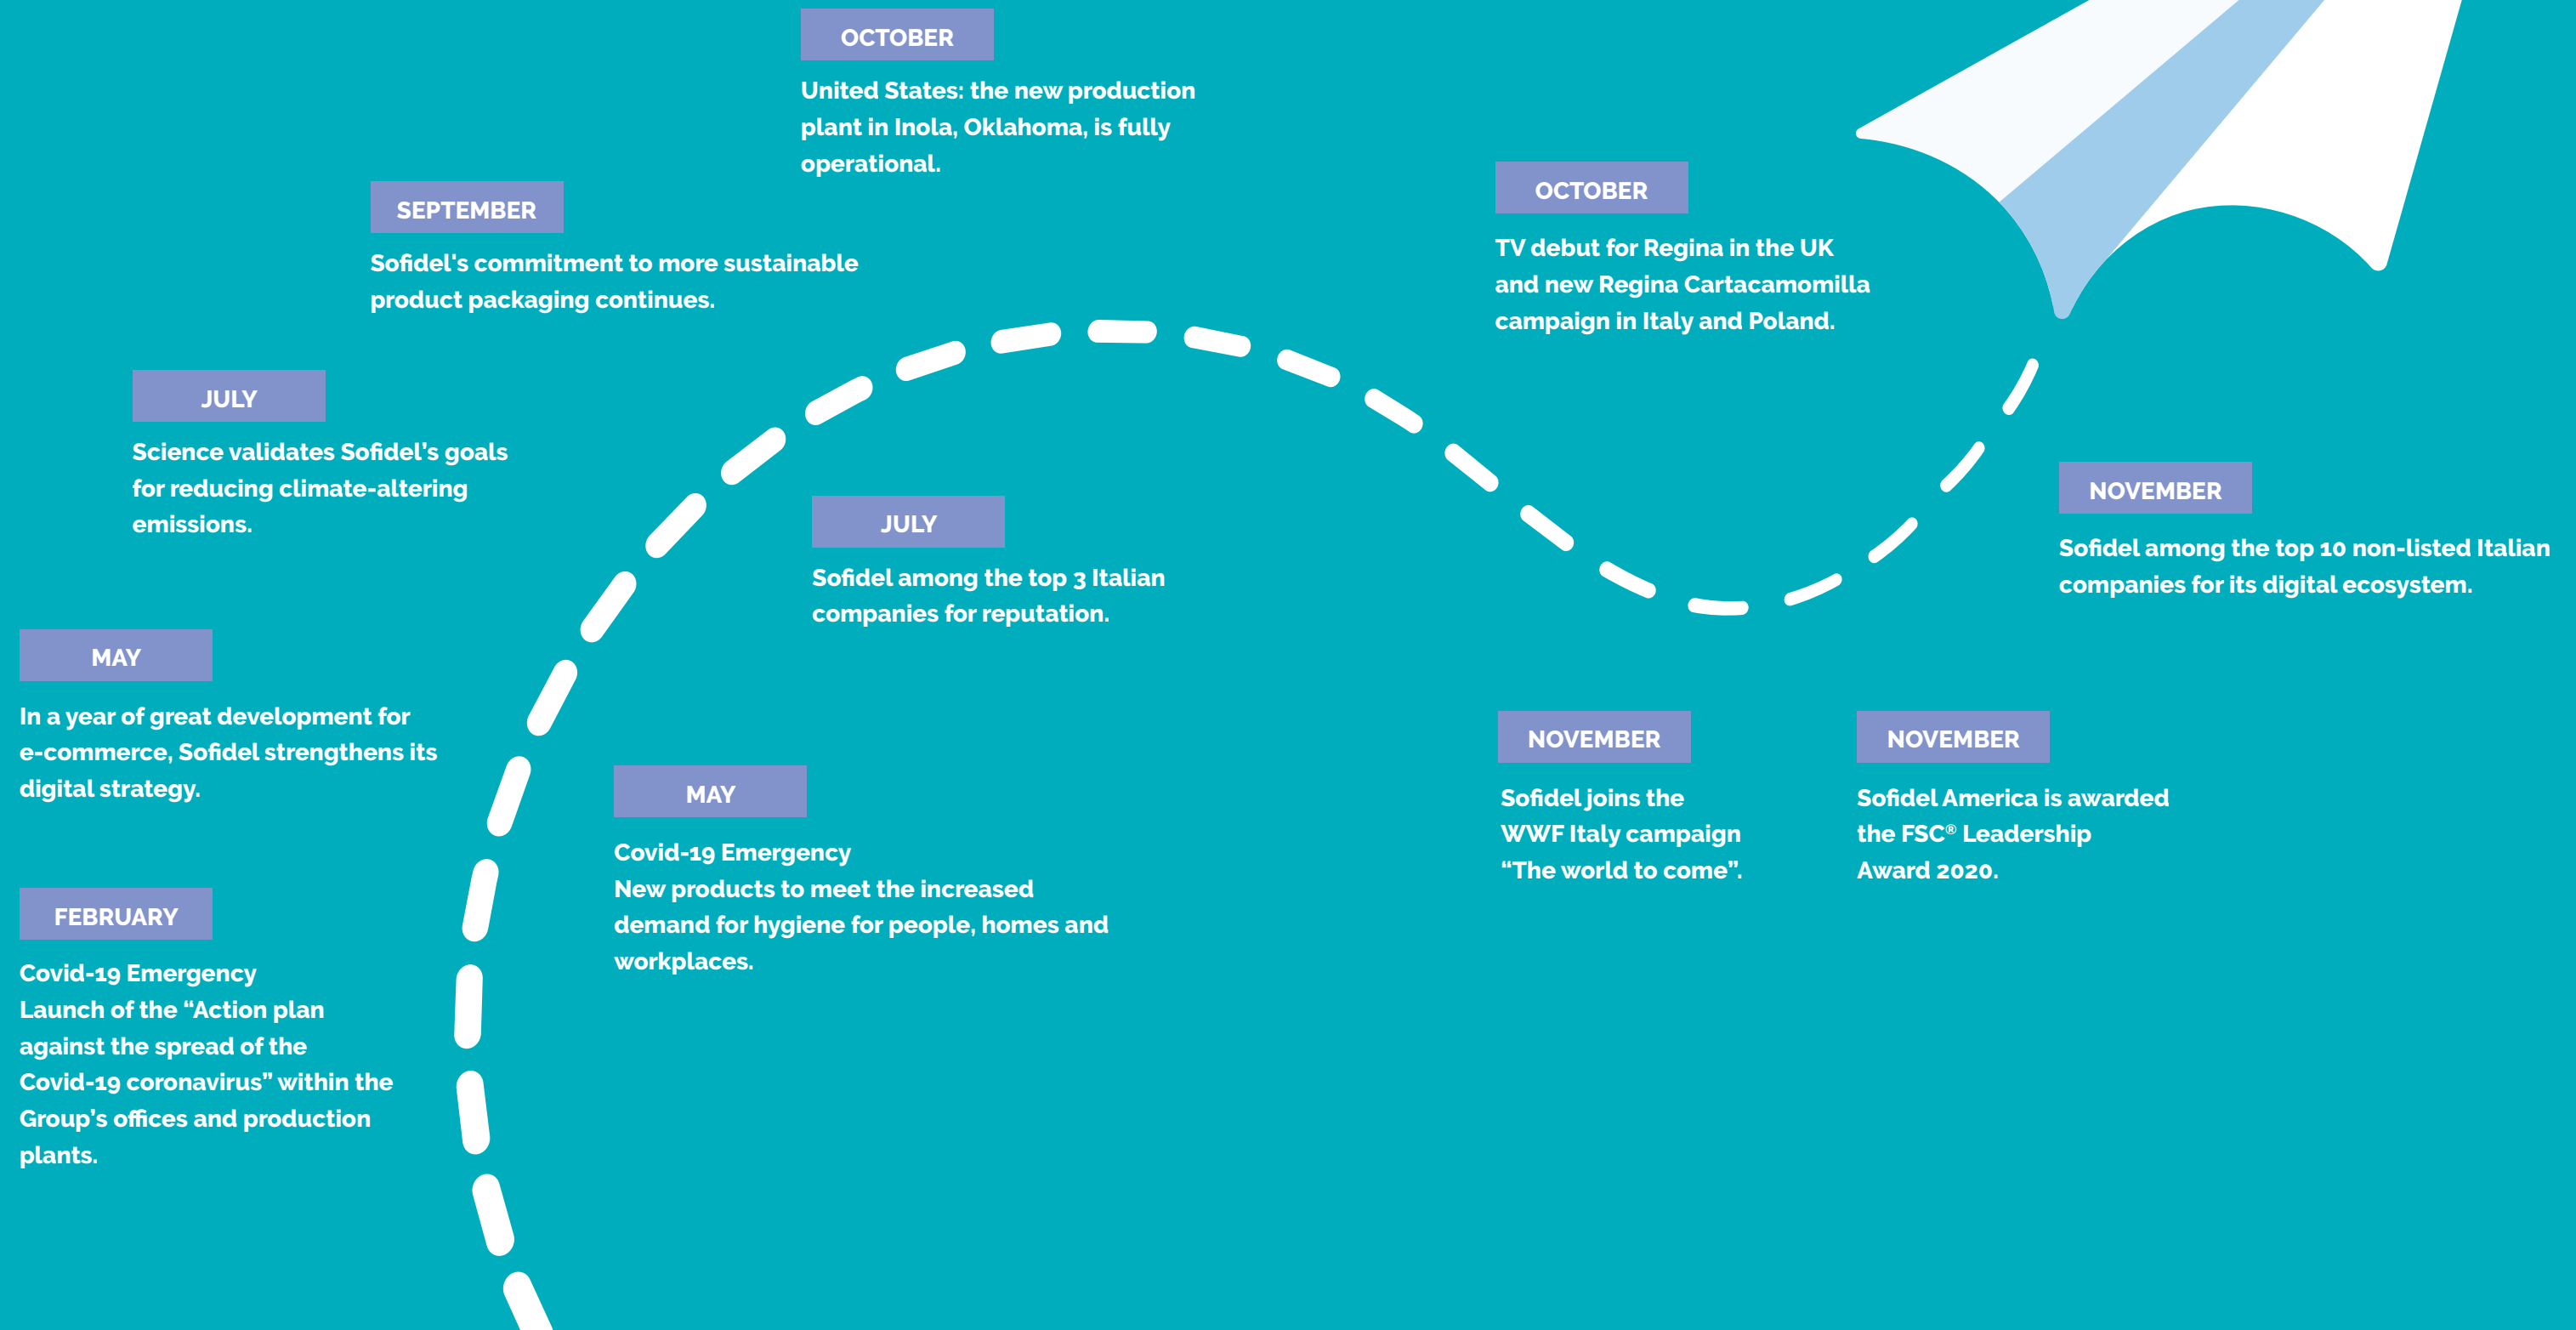 OCTOBER
United States: the new production
plant in Inola, Oklahoma, is fully
operational.
SEPTEMBER
Sofidel's commitment to more sustainable
product packaging continues.
OCTOBER
TV debut for Regina in the UK
and new Regina Cartacamomilla
campaign in Italy and Poland.
JULY
Science validates Sofidel’s goals
for reducing climate-altering
emissions.
JULY
Sofidel among the top 3 Italian
companies for reputation.
NOVEMBER
Sofidel among the top 10 non-listed Italian
companies for its digital ecosystem.
MAY
In a year of great development for
e-commerce, Sofidel strengthens its
digital strategy.
MAY
Covid-19 Emergency
New products to meet the increased
demand for hygiene for people, homes and
workplaces.
NOVEMBER
Sofidel joins the
WWF Italy campaign
“The world to come”.
NOVEMBER
Sofidel America is awarded
the FSC® Leadership
Award 2020.
FEBRUARY
Covid-19 Emergency
Launch of the “Action plan
against the spread of the
Covid-19 coronavirus” within the
Group’s offices and production
plants.